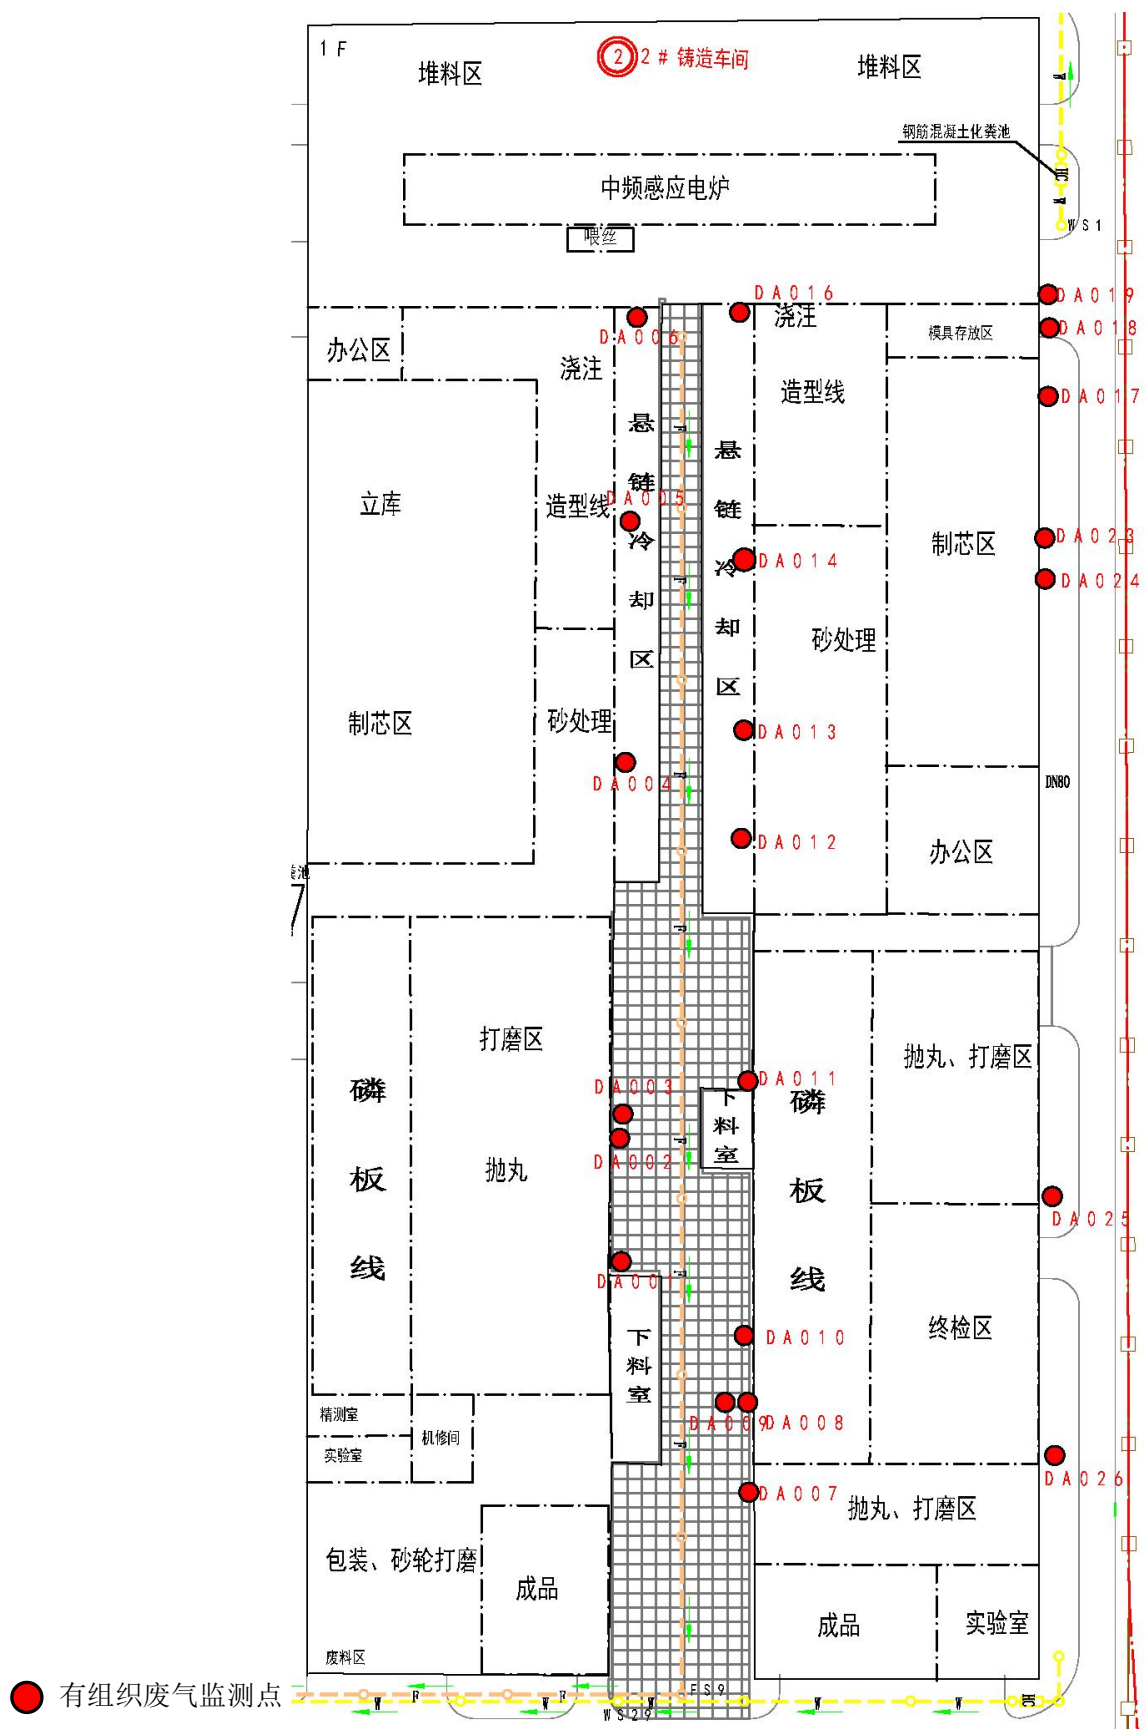 1F
② 2#铸造车间
堆料区
堆料区
钢筋混凝土化粪池
中频感应电炉
HC
W
W
WS1
喂丝
DA016
DA019
DA006
浇注
DA018
模具存放区
办公区
浇注
DA017
造型线
悬链冷却区
悬链冷却区
F
立库
DA005
造型线
DA023
制芯区
DA014
DA024
F
砂处理
制芯区
砂处理
DA013
DA004
F
DN80
DA012
办公区
粪池
F
打磨区
抛丸、打磨区
DA003
DA011
磷板线
磷板线
下料室
F
DA002
抛丸
DA025
DA001
F
下料室
DA010
终检区
精测室
DA009
DA008
机修间
实验室
F
DA026
DA007
抛丸、打磨区
包装、砂轮打磨
成品
成品
实验室
废料区
有组织废气监测点
FS9
F
F
W
W
W
W
W
WS29
HC